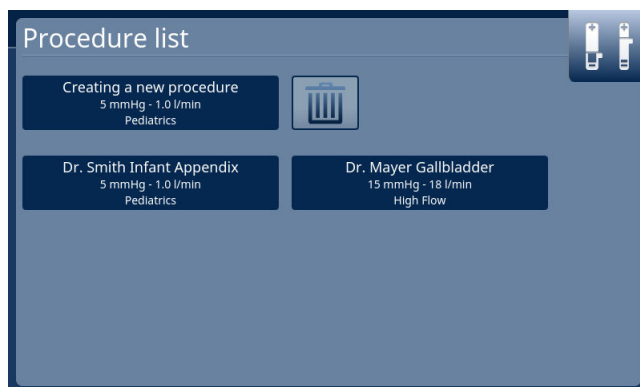 Procedure list
Creating a new procedure
5 mmHg - 1.0 l/min
Pediatrics
Dr. Smith Infant Appendix
5 mmHg - 1.0 l/min
Pediatrics
Dr. Mayer Gallbladder
15 mmHg - 18 l/min
High Flow